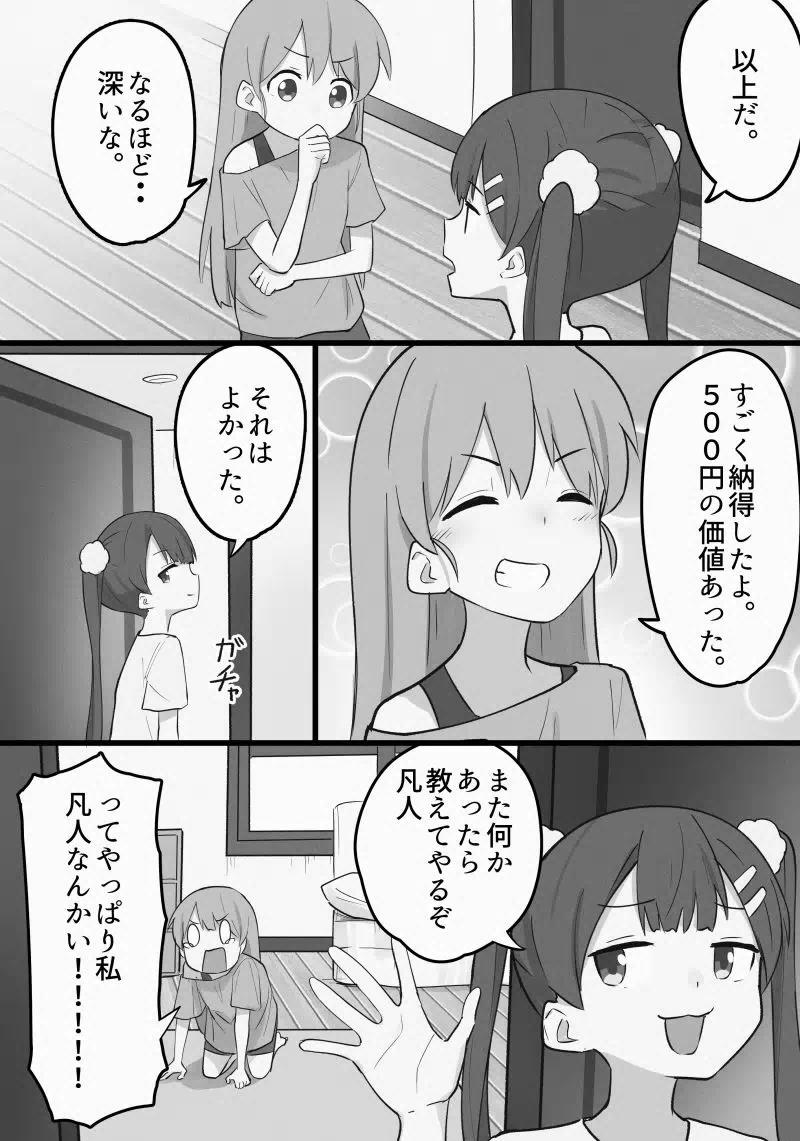 以上だ。
なるほど・・
深いな。
すごく納得したよ。
５００円の価値あった。
それは
よかった。
ガチャ
また何か
あったら
教えてやるぞ
凡人
ってやっぱり私
凡人なんかい！！！！！！